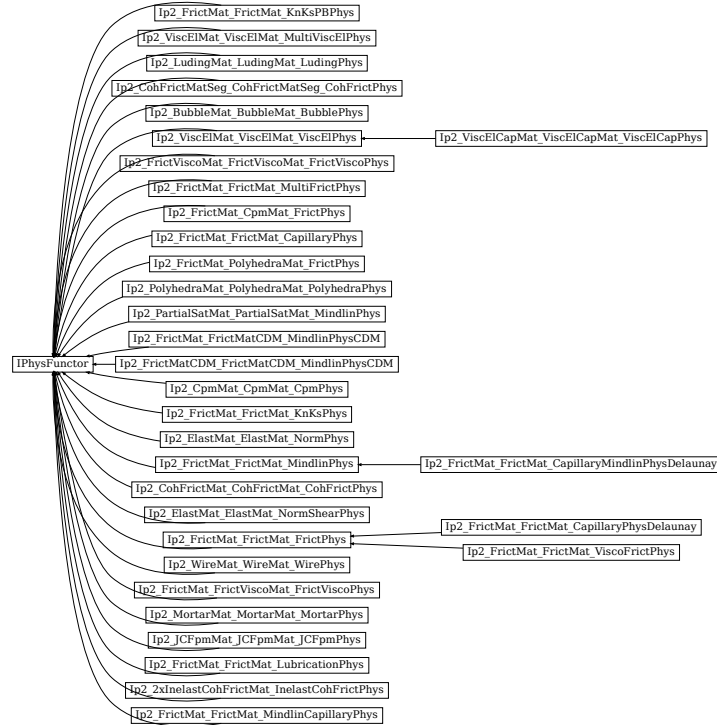 Ip2_FrictMat_FrictMat_KnKsPBPhys
Ip2_ViscElMat_ViscElMat_MultiViscElPhys
Ip2_LudingMat_LudingMat_LudingPhys
Ip2_CohFrictMatSeg_CohFrictMatSeg_CohFrictPhys
Ip2_BubbleMat_BubbleMat_BubblePhys
Ip2_ViscElMat_ViscElMat_ViscElPhys
Ip2_ViscElCapMat_ViscElCapMat_ViscElCapPhys
Ip2_FrictViscoMat_FrictViscoMat_FrictViscoPhys
Ip2_FrictMat_FrictMat_MultiFrictPhys
Ip2_FrictMat_CpmMat_FrictPhys
Ip2_FrictMat_FrictMat_CapillaryPhys
Ip2_FrictMat_PolyhedraMat_FrictPhys
Ip2_PolyhedraMat_PolyhedraMat_PolyhedraPhys
Ip2_PartialSatMat_PartialSatMat_MindlinPhys
Ip2_FrictMat_FrictMatCDM_MindlinPhysCDM
IPhysFunctor
Ip2_FrictMatCDM_FrictMatCDM_MindlinPhysCDM
Ip2_CpmMat_CpmMat_CpmPhys
Ip2_FrictMat_FrictMat_KnKsPhys
Ip2_ElastMat_ElastMat_NormPhys
Ip2_FrictMat_FrictMat_MindlinPhys
Ip2_FrictMat_FrictMat_CapillaryMindlinPhysDelaunay
Ip2_CohFrictMat_CohFrictMat_CohFrictPhys
Ip2_ElastMat_ElastMat_NormShearPhys
Ip2_FrictMat_FrictMat_CapillaryPhysDelaunay
Ip2_FrictMat_FrictMat_FrictPhys
Ip2_FrictMat_FrictMat_ViscoFrictPhys
Ip2_WireMat_WireMat_WirePhys
Ip2_FrictMat_FrictViscoMat_FrictViscoPhys
Ip2_MortarMat_MortarMat_MortarPhys
Ip2_JCFpmMat_JCFpmMat_JCFpmPhys
Ip2_FrictMat_FrictMat_LubricationPhys
Ip2_2xInelastCohFrictMat_InelastCohFrictPhys
Ip2_FrictMat_FrictMat_MindlinCapillaryPhys